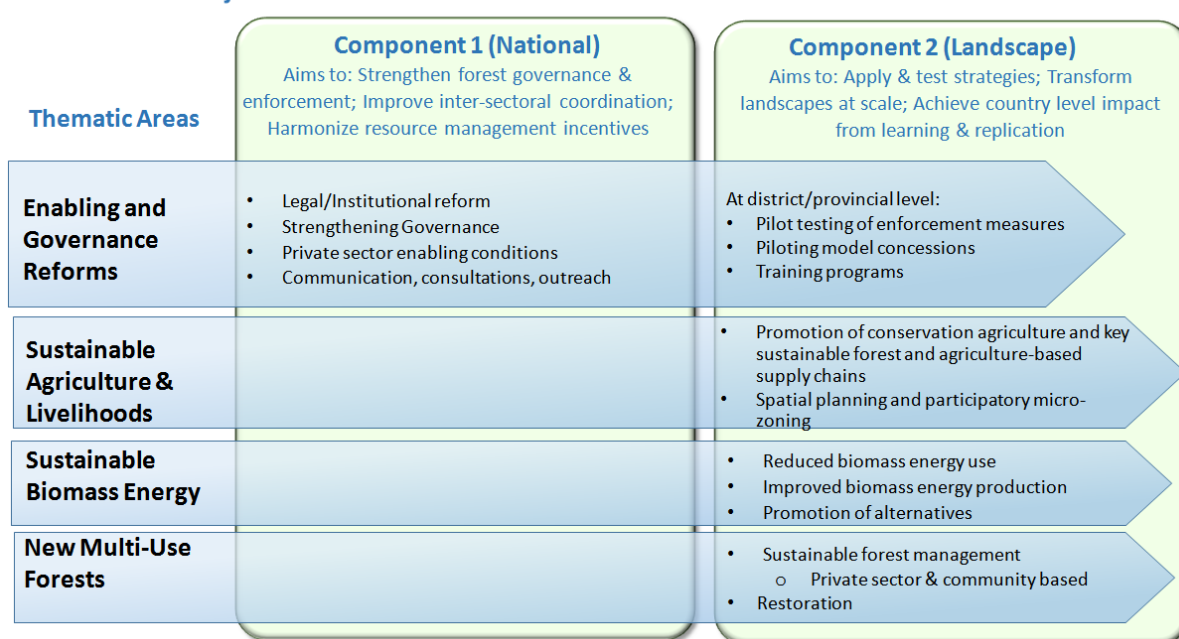 Component 1 (National)
Aims to: Strengthen forest governance &
enforcement; Improve inter-sectoral coordination;
Harmonize resource management incentives
Component 2 (Landscape)
Aims to: Apply & test strategies; Transform
landscapes at scale; Achieve country level impact
from learning & replication
Thematic Areas
Enabling and
Governance
Reforms
• Legal/Institutional reform
• Strengthening Governance
• Private sector enabling conditions
• Communication, consultations, outreach
At district/provincial level:
• Pilot testing of enforcement measures
• Piloting model concessions
• Training programs
Sustainable
Agriculture &
Livelihoods
• Promotion of conservation agriculture and key
sustainable forest and agriculture-based
supply chains
• Spatial planning and participatory micro-
zoning
Sustainable
Biomass Energy
• Reduced biomass energy use
• Improved biomass energy production
• Promotion of alternatives
New Multi-Use
Forests
• Sustainable forest management
o Private sector & community based
• Restoration